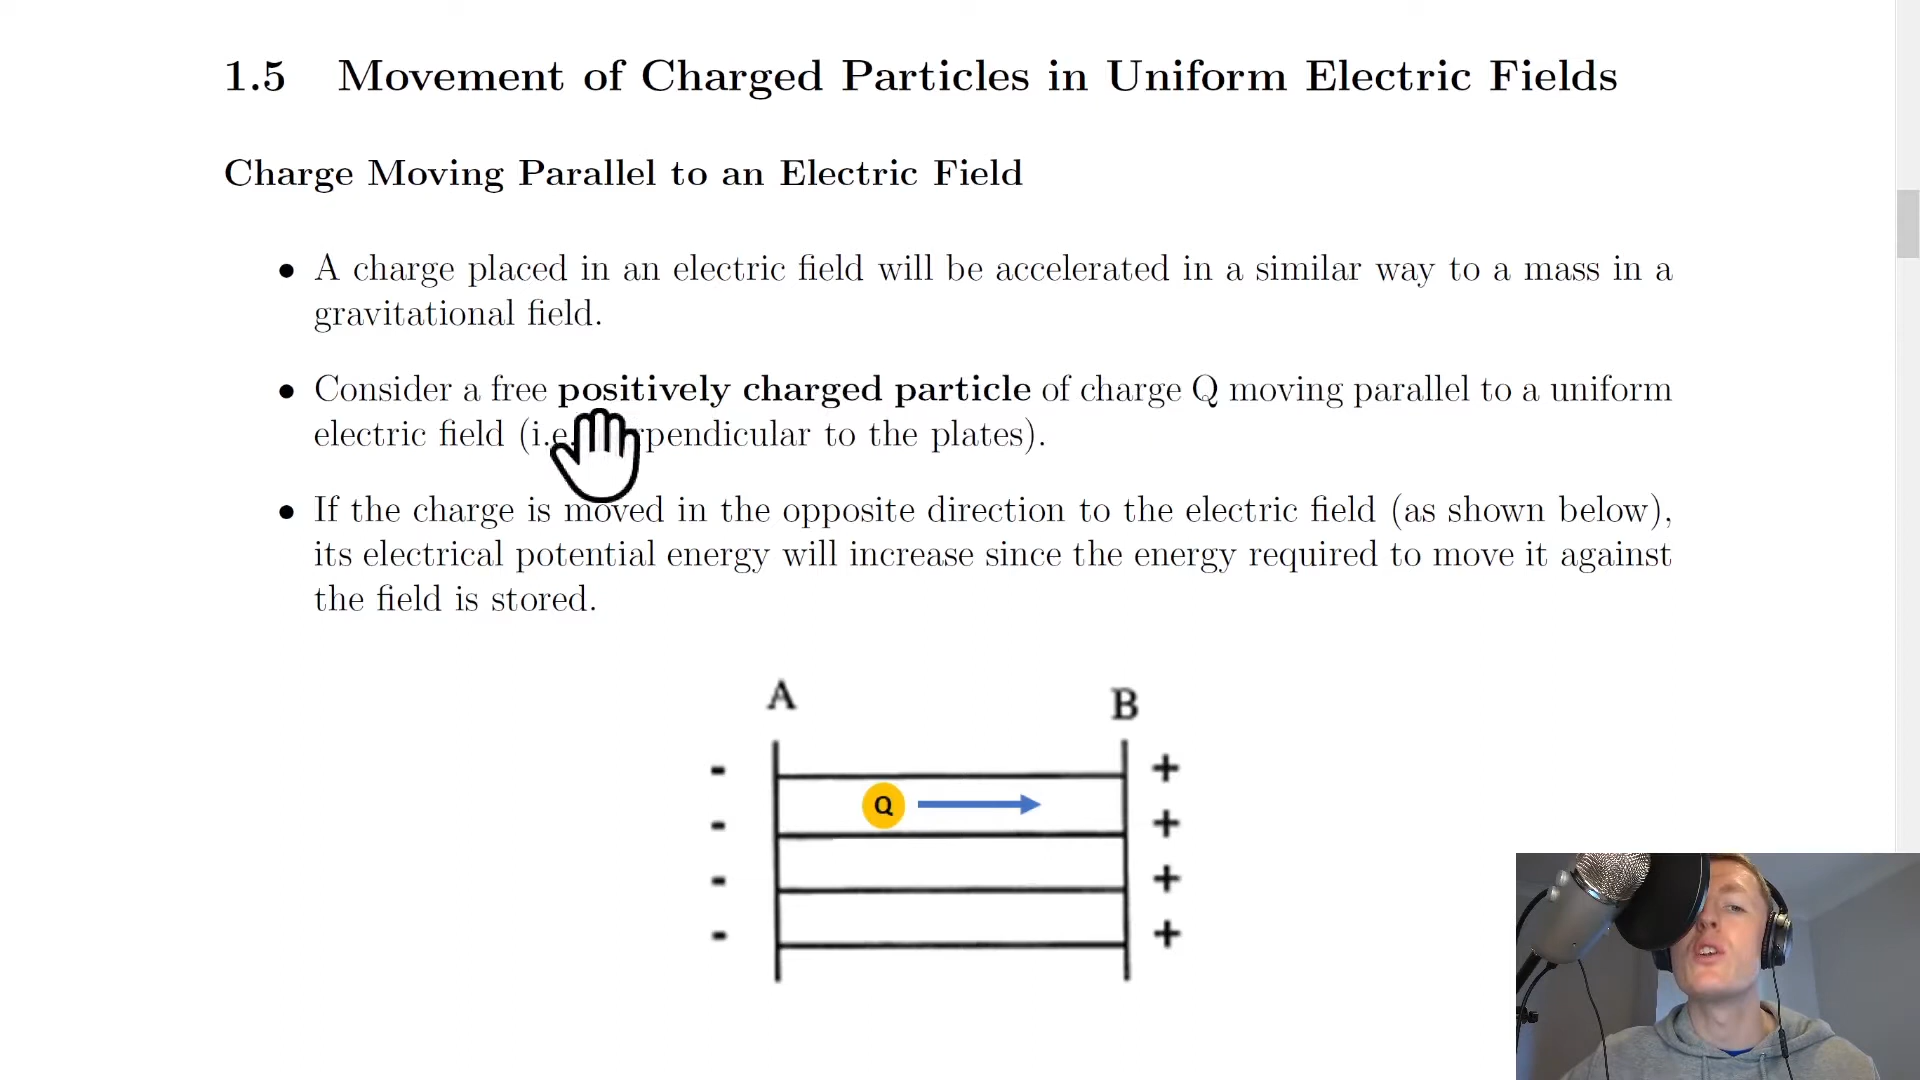 1.5 Movement of Charged Particles in Uniform Electric Fields
Charge Moving Parallel to an Electric Field
• A charge placed in an electric field will be accelerated in a similar way to a mass in a
gravitational field.
• Consider a free positively charged particle of charge Q moving parallel to a uniform
electric field (i.e. perpendicular to the plates).
• If the charge is moved in the opposite direction to the electric field (as shown below),
its electrical potential energy will increase since the energy required to move it against
the field is stored.
A B
- +
Q
- +
- +
- +